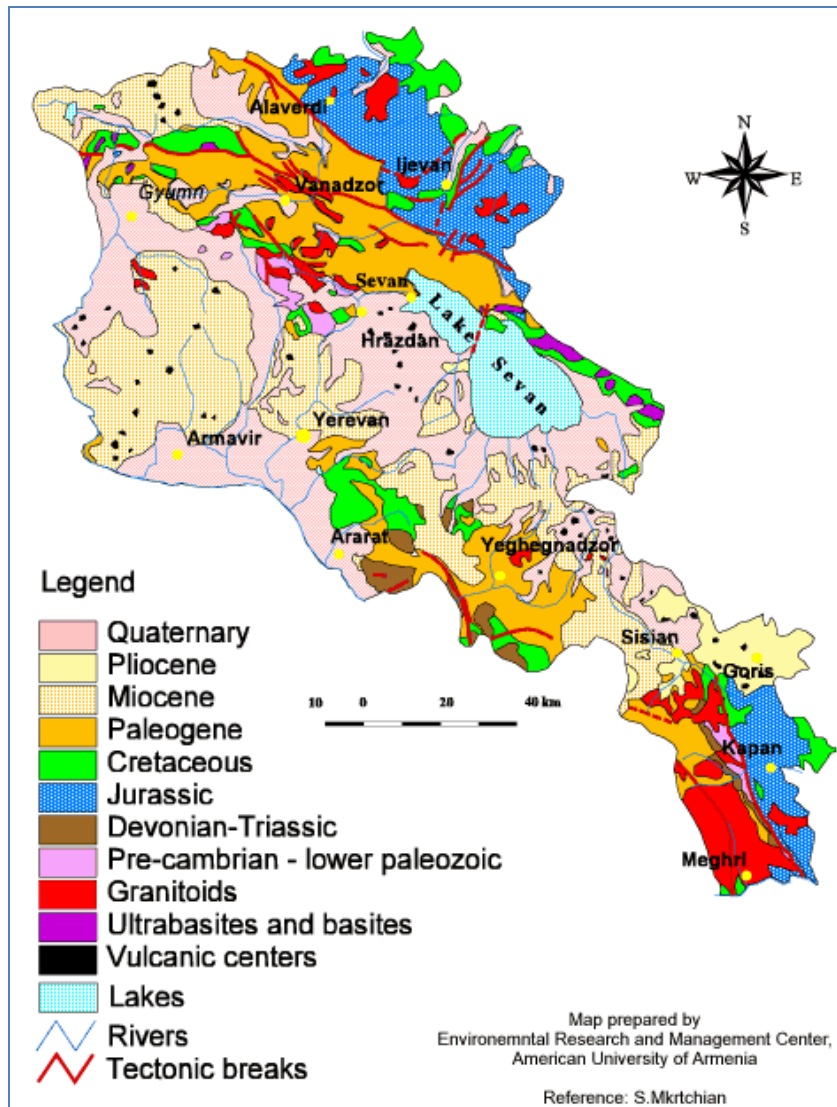 N
W
E
S
Alaverdi
Ijevan
Vanadzor
Gyumri
Sevan
Lake
Sevan
Hrazdan
Yerevan
Armavir
Ararat
Yeghegnadzor
Sisian
Goris
Kapan
Meghri
10 0 20 40 km
Legend
Quaternary
Pliocene
Miocene
Paleogene
Cretaceous
Jurassic
Devonian-Triassic
Pre-cambrian - lower paleozoic
Granitoids
Ultrabasites and basites
Vulcanic centers
Lakes
Rivers
Tectonic breaks
Map prepared by
Environemntal Research and Management Center,
American University of Armenia
Reference: S.Mkrtchian